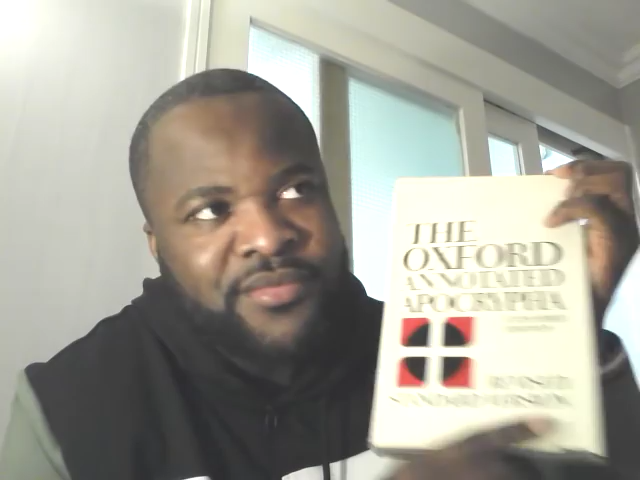 THE
OXFORD
ANNOTATED
APOCRYPHA
REVISED
STANDARD VERSION